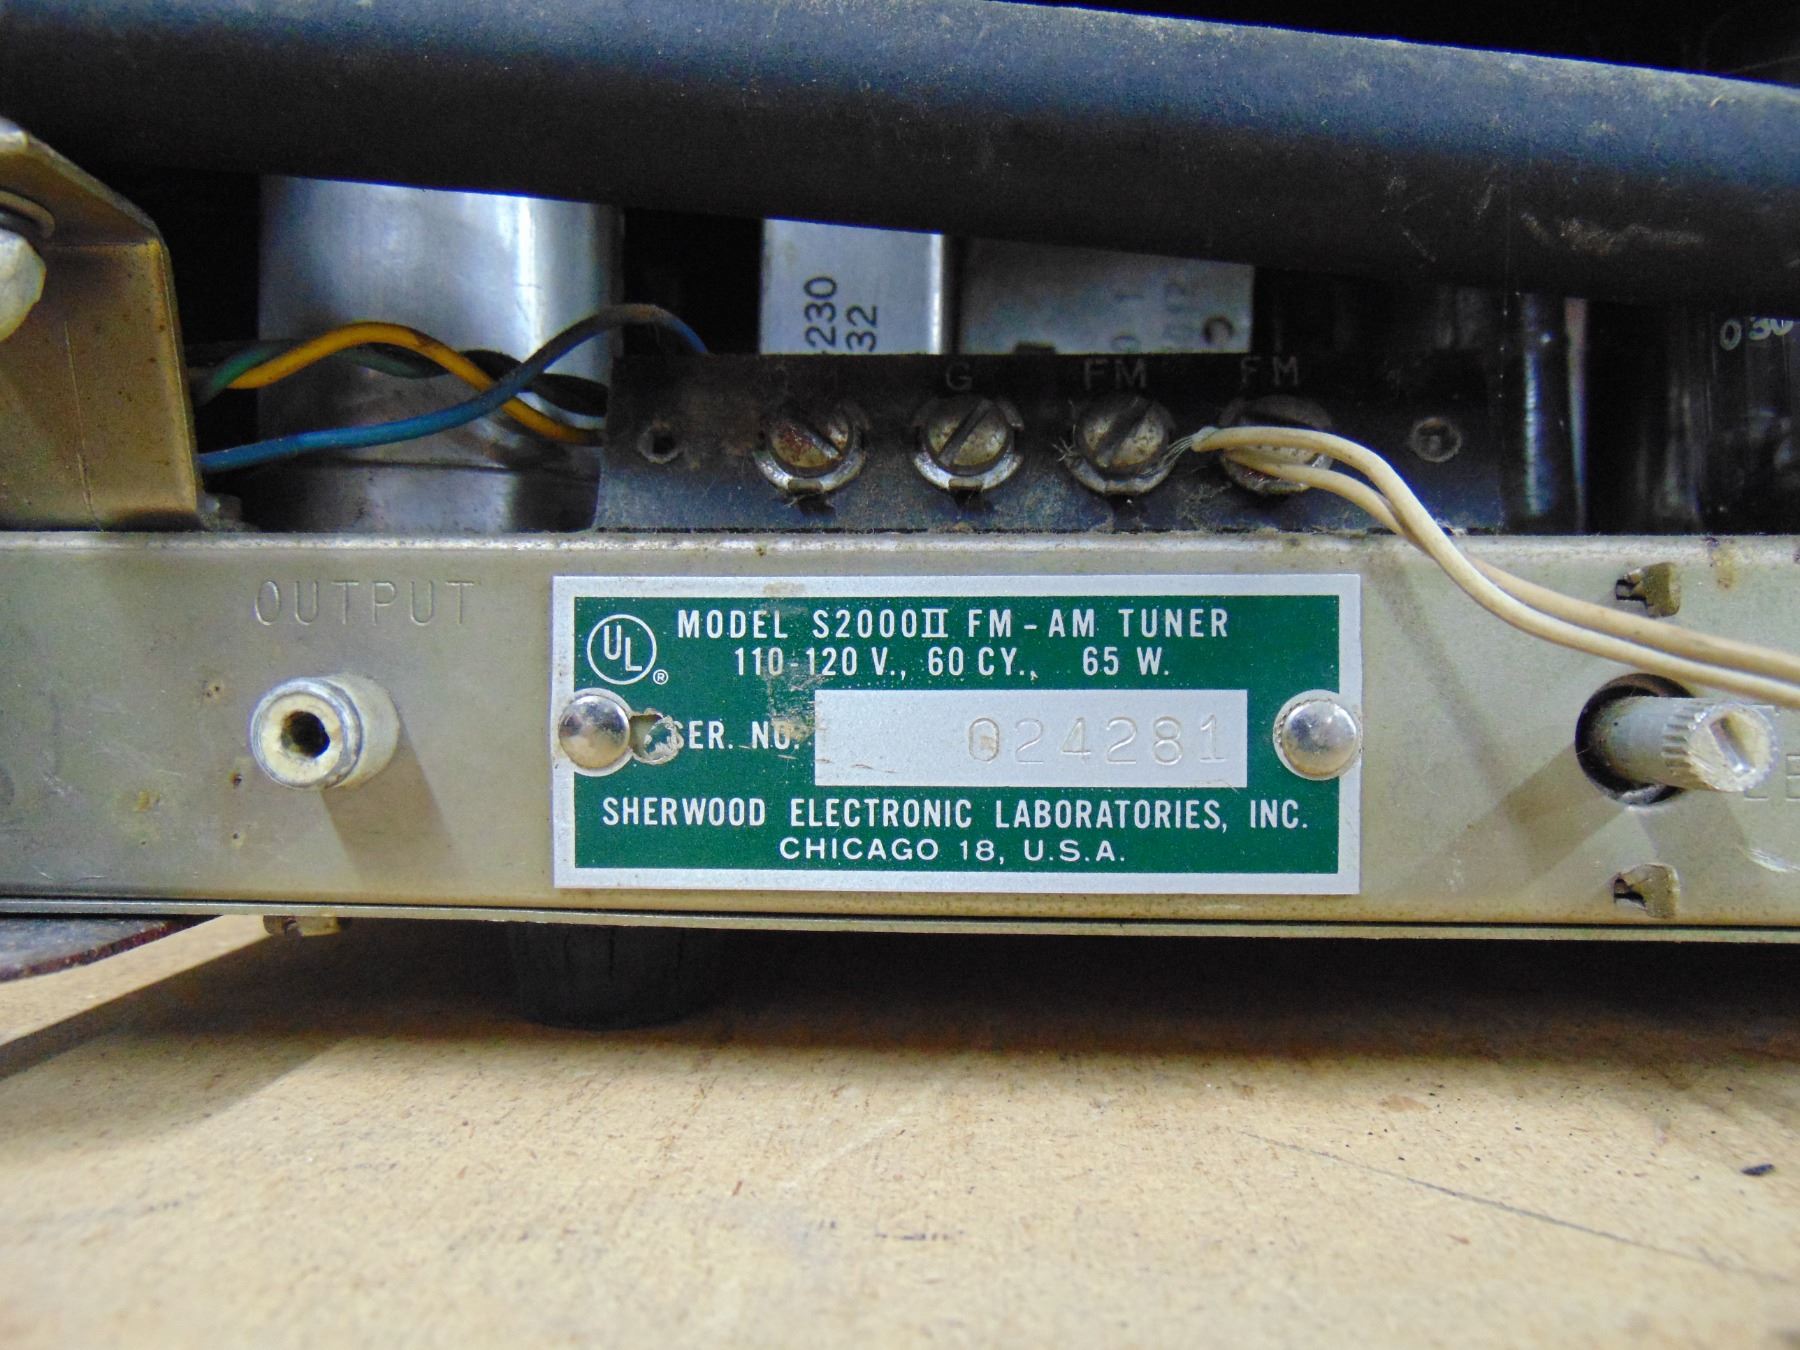 230
32
030
G FM FM
OUTPUT
UL ®
MODEL S2000II FM-AM TUNER
110-120 V., 60 CY., 65 W.
SER. NO. 024281
SHERWOOD ELECTRONIC LABORATORIES, INC.
CHICAGO 18, U.S.A.